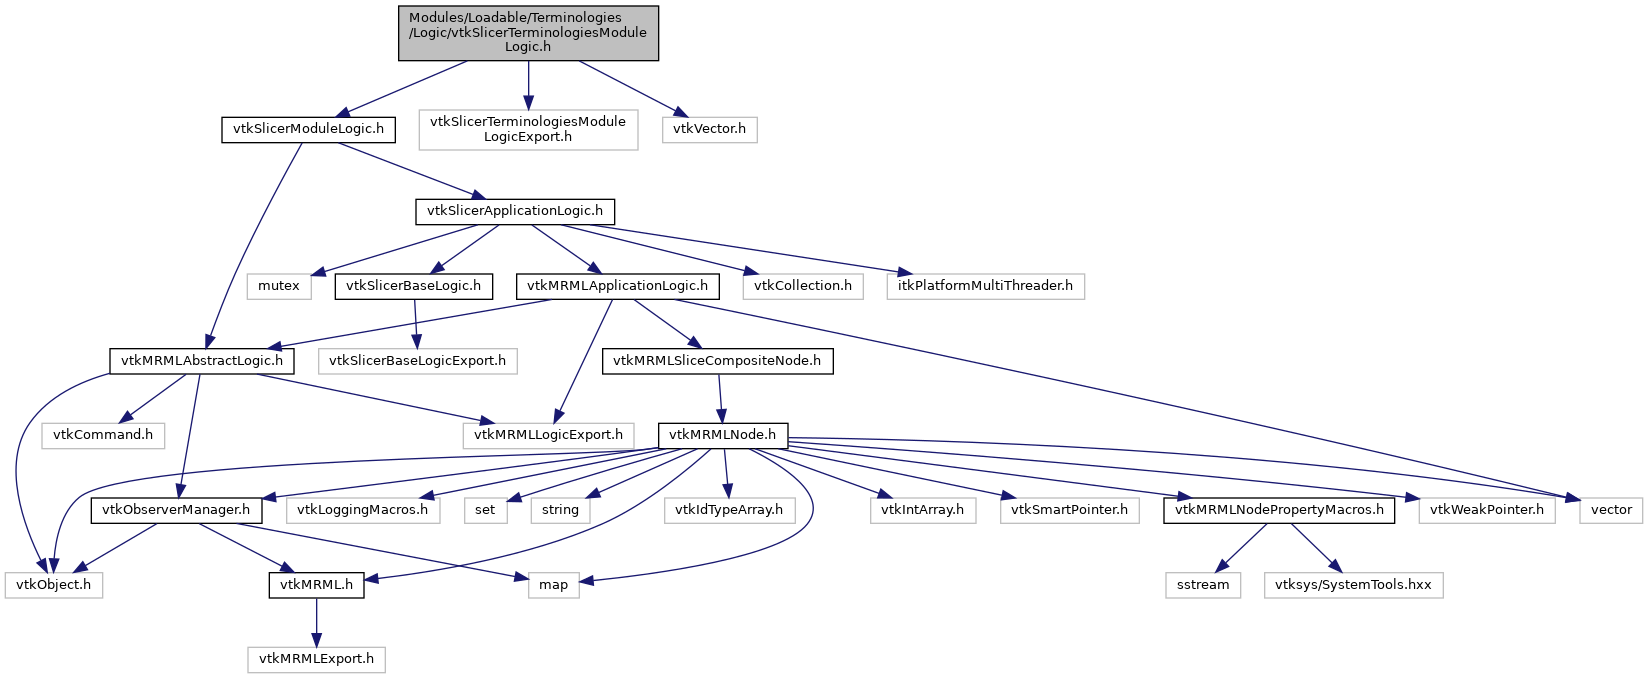 Modules/Loadable/Terminologies
/Logic/vtkSlicerTerminologiesModule
Logic.h
vtkSlicerModuleLogic.h
vtkSlicerTerminologiesModule
LogicExport.h
vtkVector.h
vtkSlicerApplicationLogic.h
mutex
vtkSlicerBaseLogic.h
vtkMRMLApplicationLogic.h
vtkCollection.h
itkPlatformMultiThreader.h
vtkMRMLAbstractLogic.h
vtkSlicerBaseLogicExport.h
vtkMRMLSliceCompositeNode.h
vtkCommand.h
vtkMRMLLogicExport.h
vtkMRMLNode.h
vtkObserverManager.h
vtkLoggingMacros.h
set
string
vtkIdTypeArray.h
vtkIntArray.h
vtkSmartPointer.h
vtkMRMLNodePropertyMacros.h
vtkWeakPointer.h
vector
vtkObject.h
vtkMRML.h
map
sstream
vtksys/SystemTools.hxx
vtkMRMLExport.h